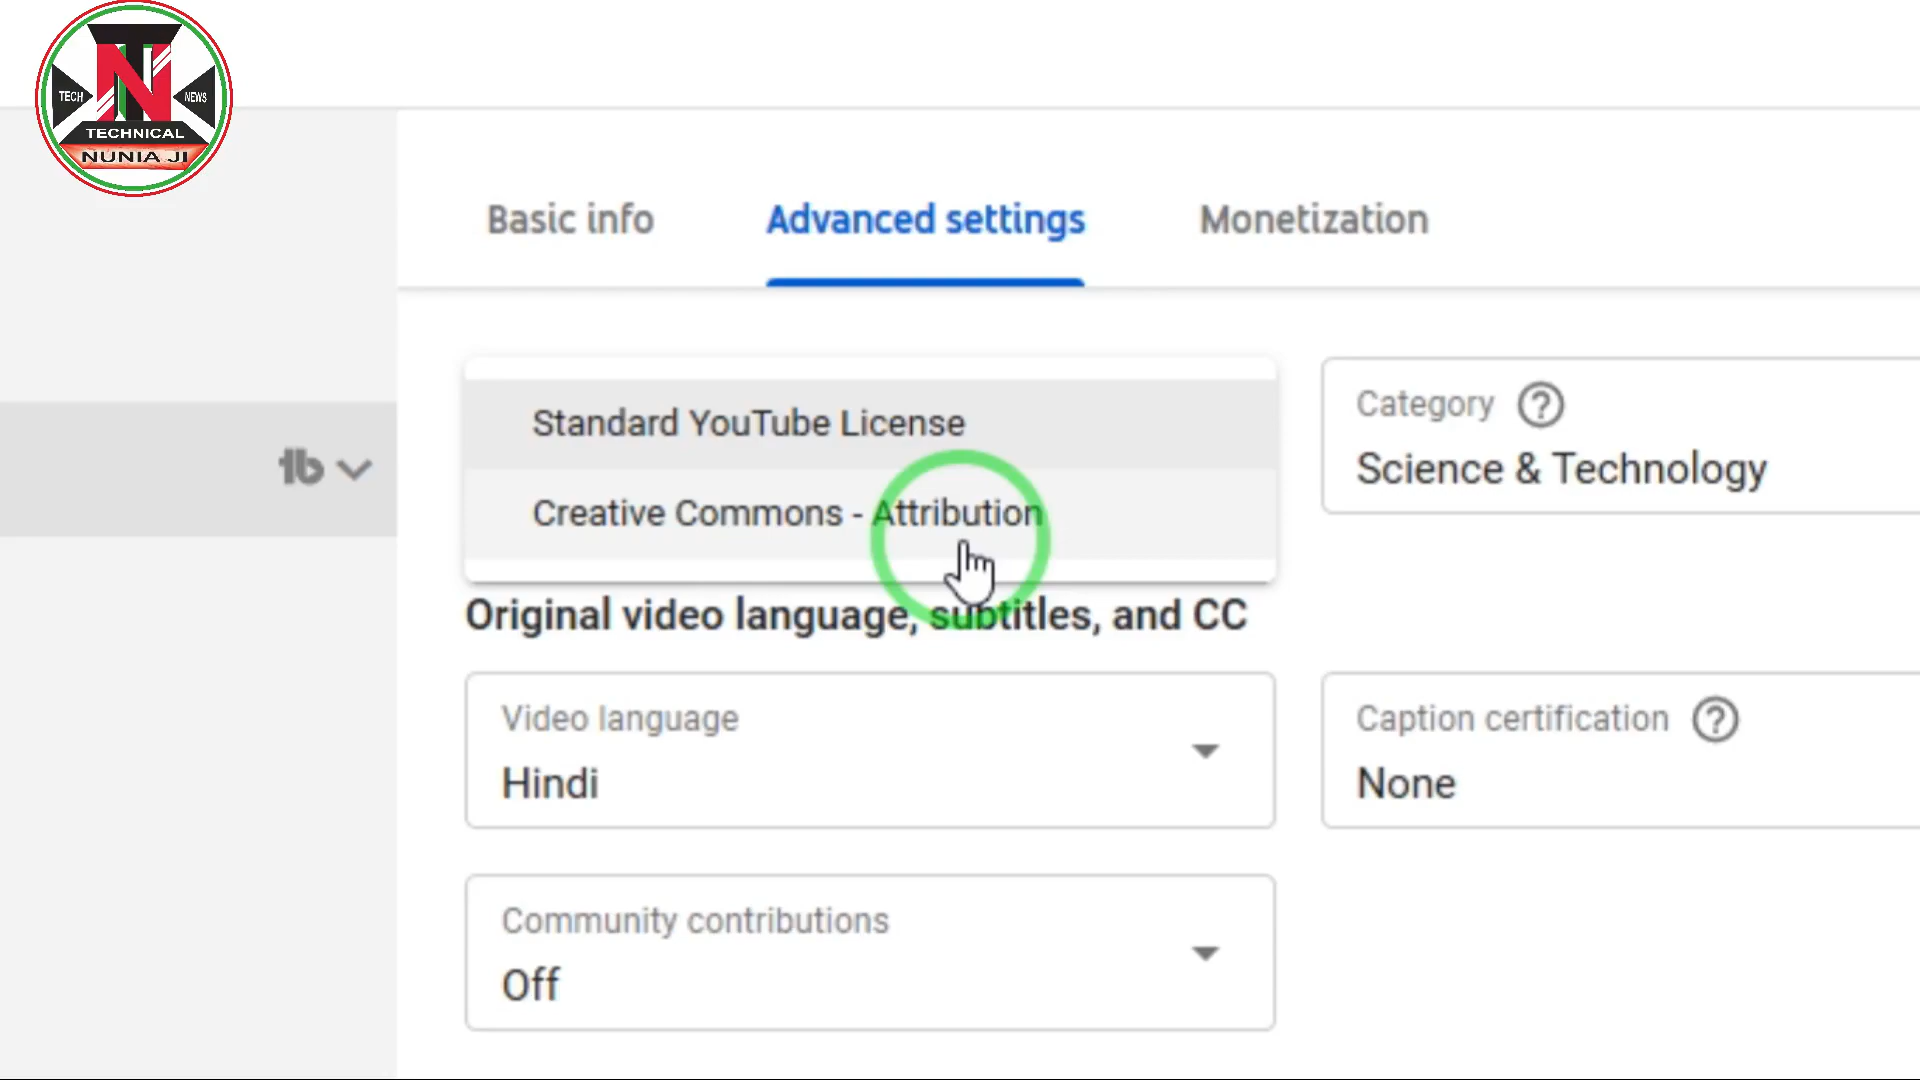 TECH
NEWS
TECHNICAL
NUNIA JI
Basic info
Advanced settings
Monetization
Standard YouTube License
Creative Commons - Attribution
Category
Science & Technology
Original video language, subtitles, and CC
Video language
Hindi
Caption certification
None
Community contributions
Off